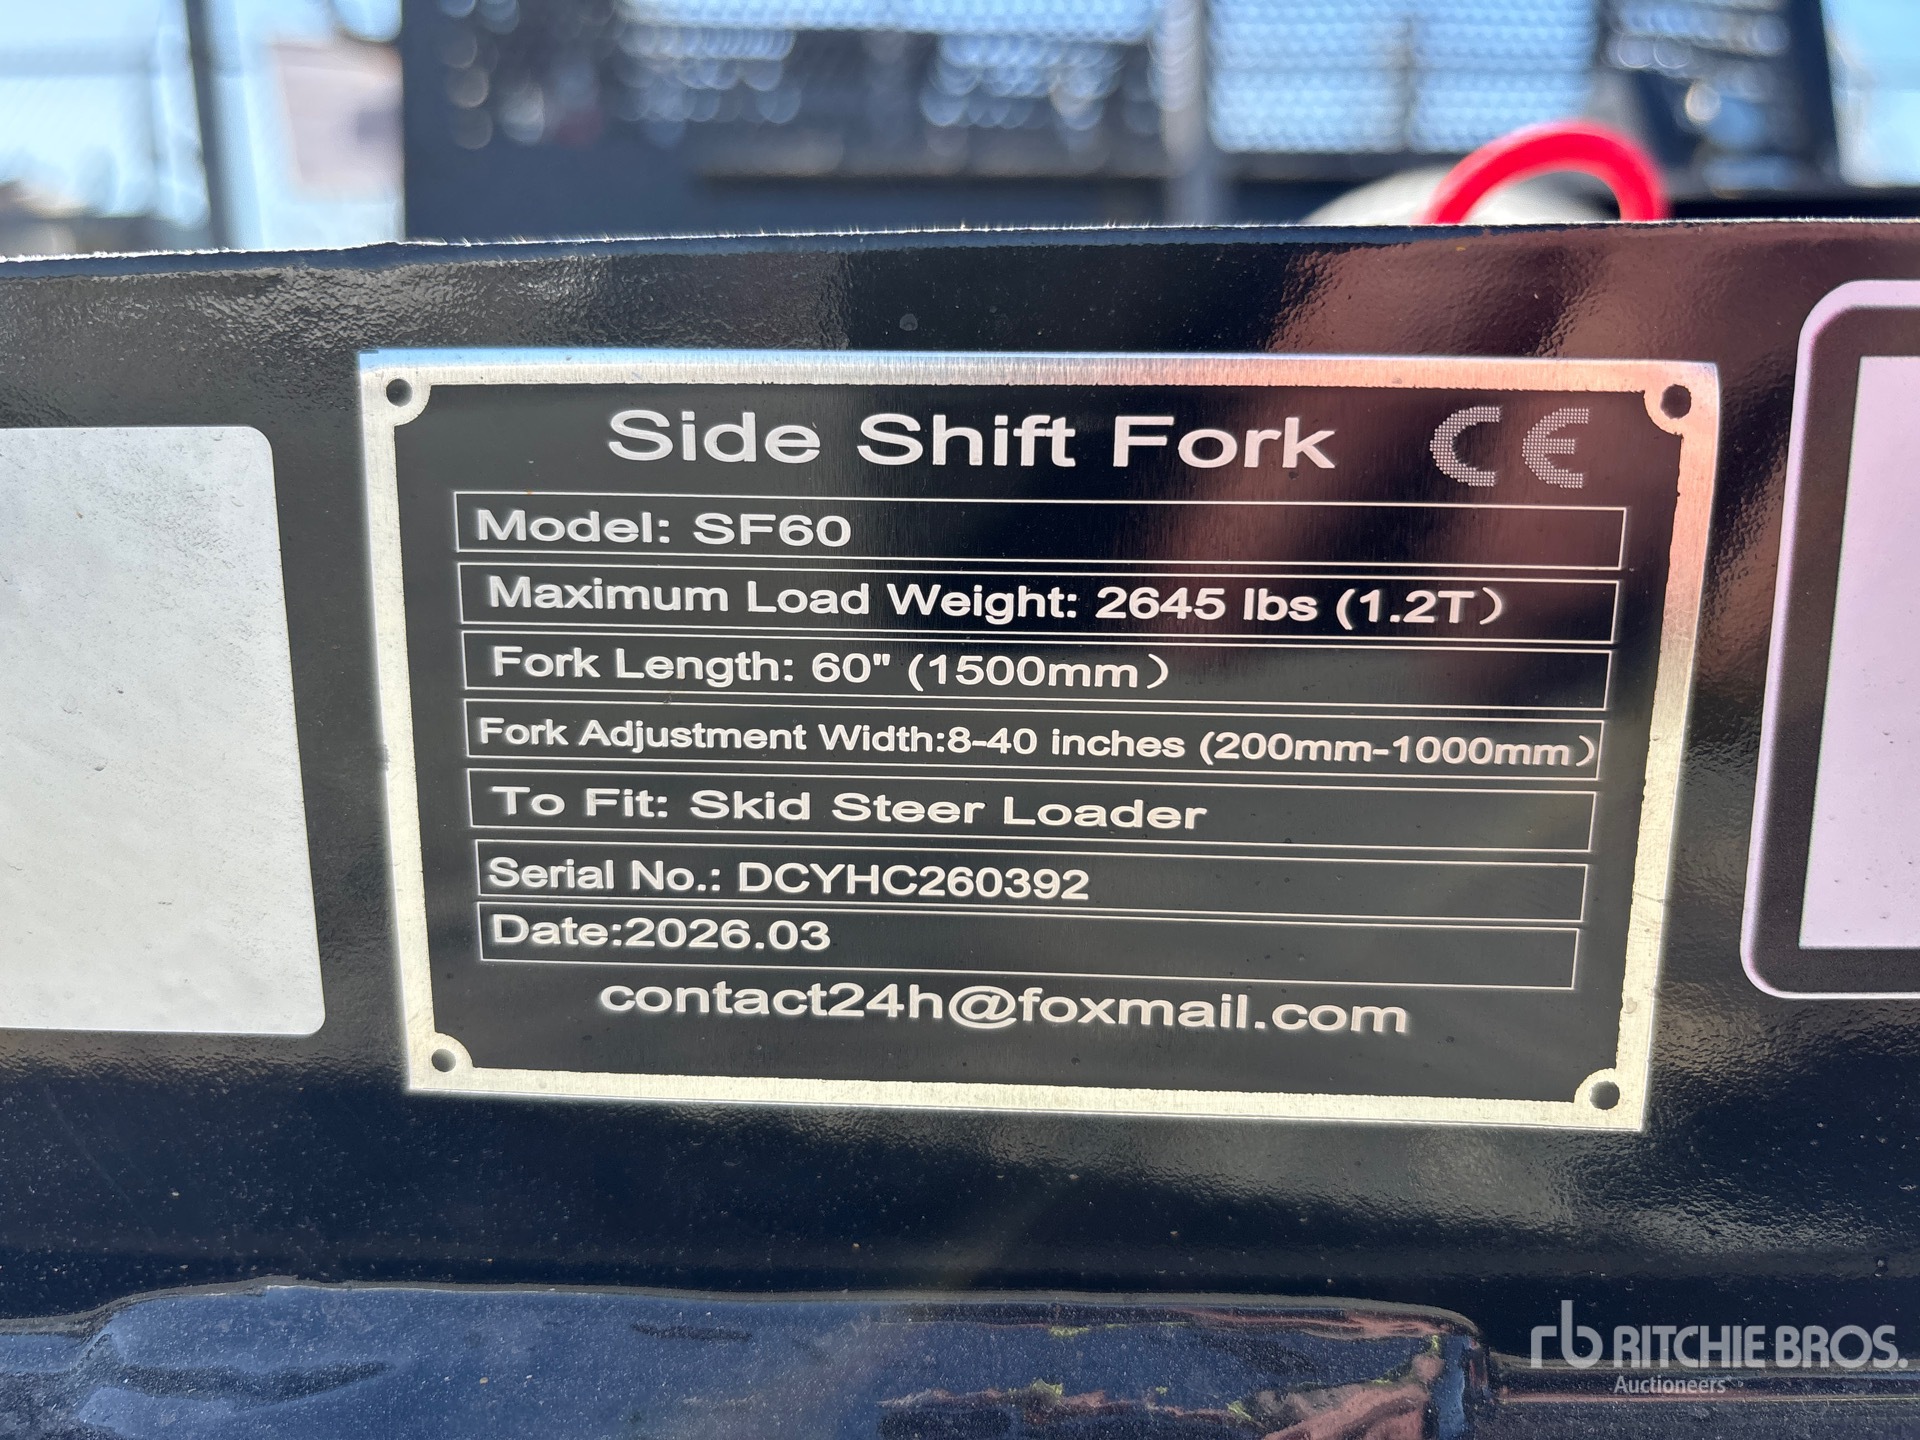 Side Shift Fork CE
Model: SF60
Maximum Load Weight: 2645 lbs (1.2T）
Fork Length: 60" (1500mm）
Fork Adjustment Width:8-40 inches (200mm-1000mm）
To Fit: Skid Steer Loader
Serial No.: DCYHC260392
Date:2026.03
contact24h@foxmail.com
rb RITCHIE BROS.
Auctioneers